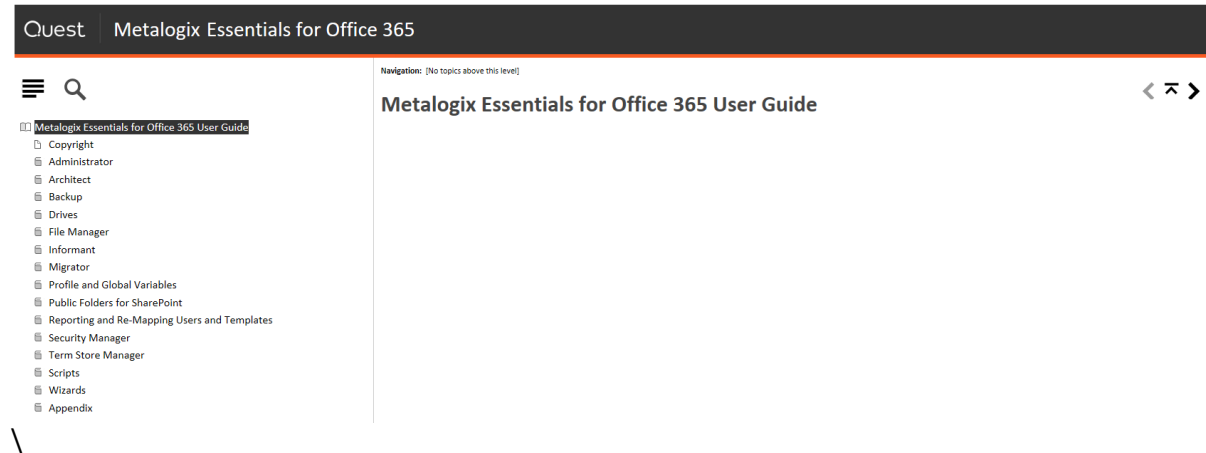 Quest Metalogix Essentials for Office 365
Navigation: [No topics above this level]
Metalogix Essentials for Office 365 User Guide
Metalogix Essentials for Office 365 User Guide
Copyright
Administrator
Architect
Backup
Drives
File Manager
Informant
Migrator
Profile and Global Variables
Public Folders for SharePoint
Reporting and Re-Mapping Users and Templates
Security Manager
Term Store Manager
Scripts
Wizards
Appendix
\